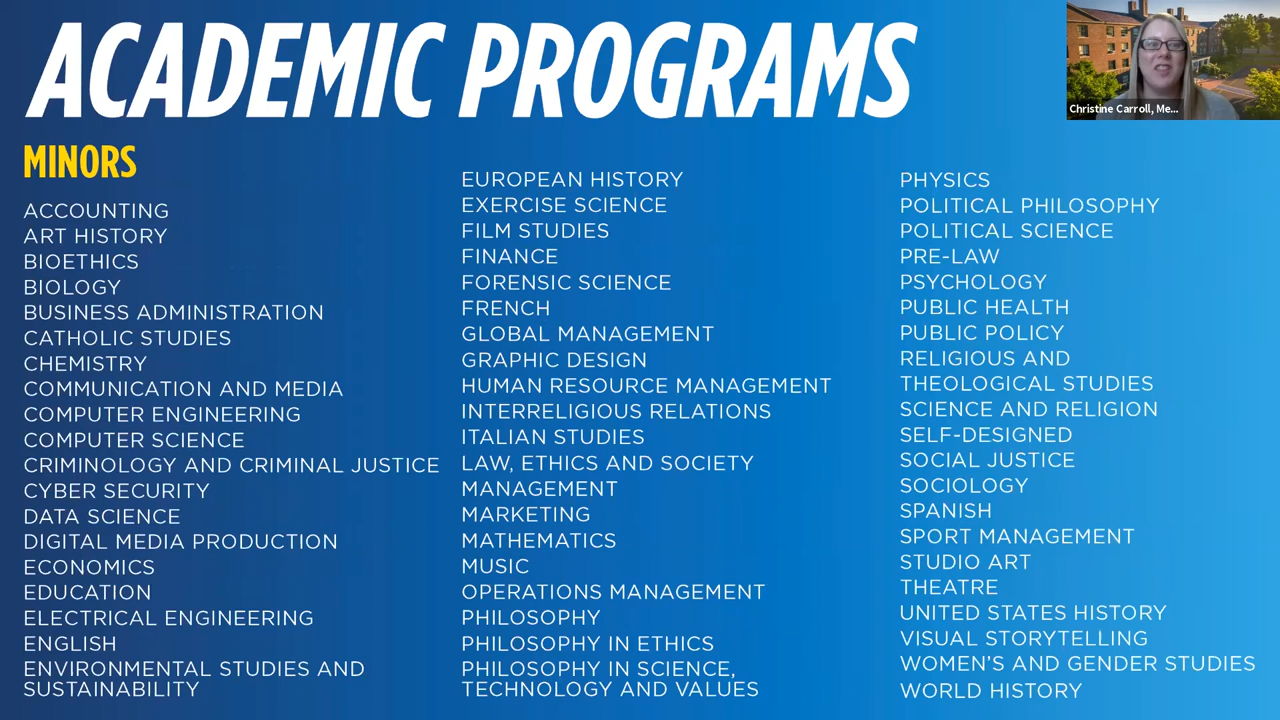 ACADEMIC PROGRAMS
Christine Carroll, Me...
MINORS
ACCOUNTING
ART HISTORY
BIOETHICS
BIOLOGY
BUSINESS ADMINISTRATION
CATHOLIC STUDIES
CHEMISTRY
COMMUNICATION AND MEDIA
COMPUTER ENGINEERING
COMPUTER SCIENCE
CRIMINOLOGY AND CRIMINAL JUSTICE
CYBER SECURITY
DATA SCIENCE
DIGITAL MEDIA PRODUCTION
ECONOMICS
EDUCATION
ELECTRICAL ENGINEERING
ENGLISH
ENVIRONMENTAL STUDIES AND
SUSTAINABILITY
EUROPEAN HISTORY
EXERCISE SCIENCE
FILM STUDIES
FINANCE
FORENSIC SCIENCE
FRENCH
GLOBAL MANAGEMENT
GRAPHIC DESIGN
HUMAN RESOURCE MANAGEMENT
INTERRELIGIOUS RELATIONS
ITALIAN STUDIES
LAW, ETHICS AND SOCIETY
MANAGEMENT
MARKETING
MATHEMATICS
MUSIC
OPERATIONS MANAGEMENT
PHILOSOPHY
PHILOSOPHY IN ETHICS
PHILOSOPHY IN SCIENCE,
TECHNOLOGY AND VALUES
PHYSICS
POLITICAL PHILOSOPHY
POLITICAL SCIENCE
PRE-LAW
PSYCHOLOGY
PUBLIC HEALTH
PUBLIC POLICY
RELIGIOUS AND
THEOLOGICAL STUDIES
SCIENCE AND RELIGION
SELF-DESIGNED
SOCIAL JUSTICE
SOCIOLOGY
SPANISH
SPORT MANAGEMENT
STUDIO ART
THEATRE
UNITED STATES HISTORY
VISUAL STORYTELLING
WOMEN'S AND GENDER STUDIES
WORLD HISTORY